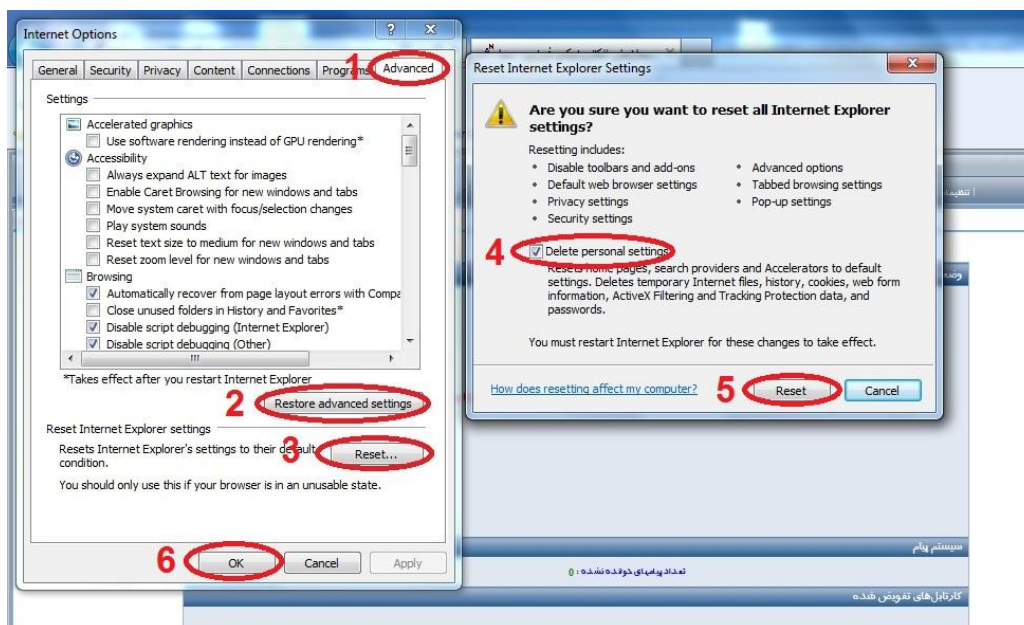 Internet Options
1
General Security Privacy Content Connections Programs Advanced
Settings
Accelerated graphics
Use software rendering instead of GPU rendering*
Accessibility
Always expand ALT text for images
Enable Caret Browsing for new windows and tabs
Move system caret with focus/selection changes
Play system sounds
Reset text size to medium for new windows and tabs
Reset zoom level for new windows and tabs
Browsing
Automatically recover from page layout errors with Compa
Close unused folders in History and Favorites*
Disable script debugging (Internet Explorer)
Disable script debugging (Other)
*Takes effect after you restart Internet Explorer
2
Restore advanced settings
Reset Internet Explorer settings
Resets Internet Explorer's settings to their default
condition.
3
Reset...
You should only use this if your browser is in an unusable state.
6
OK Cancel Apply
Reset Internet Explorer Settings
Are you sure you want to reset all Internet Explorer
settings?
Resetting includes:
• Disable toolbars and add-ons
• Default web browser settings
• Privacy settings
• Security settings
• Advanced options
• Tabbed browsing settings
• Pop-up settings
4
Delete personal settings
Resets home pages, search providers and Accelerators to default
settings. Deletes temporary Internet files, history, cookies, web form
information, ActiveX Filtering and Tracking Protection data, and
passwords.
You must restart Internet Explorer for these changes to take effect.
How does resetting affect my computer?
5
Reset Cancel
سیستم پیام
تعداد پیامهای خوانده نشده : 0
کارتابل‌های تفویض شده